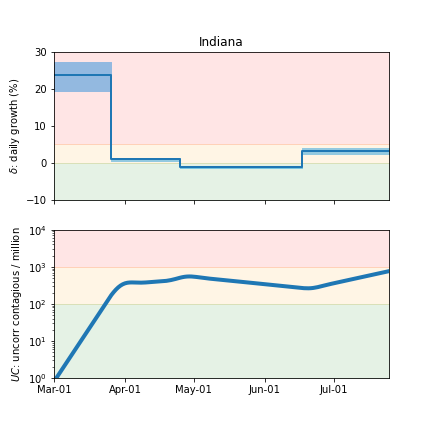 Indiana
δ: daily growth (%)
30
20
10
0
−10
UC: uncorr contagious / million
10⁴
10³
10²
10¹
10⁰
Mar-01 Apr-01 May-01 Jun-01 Jul-01